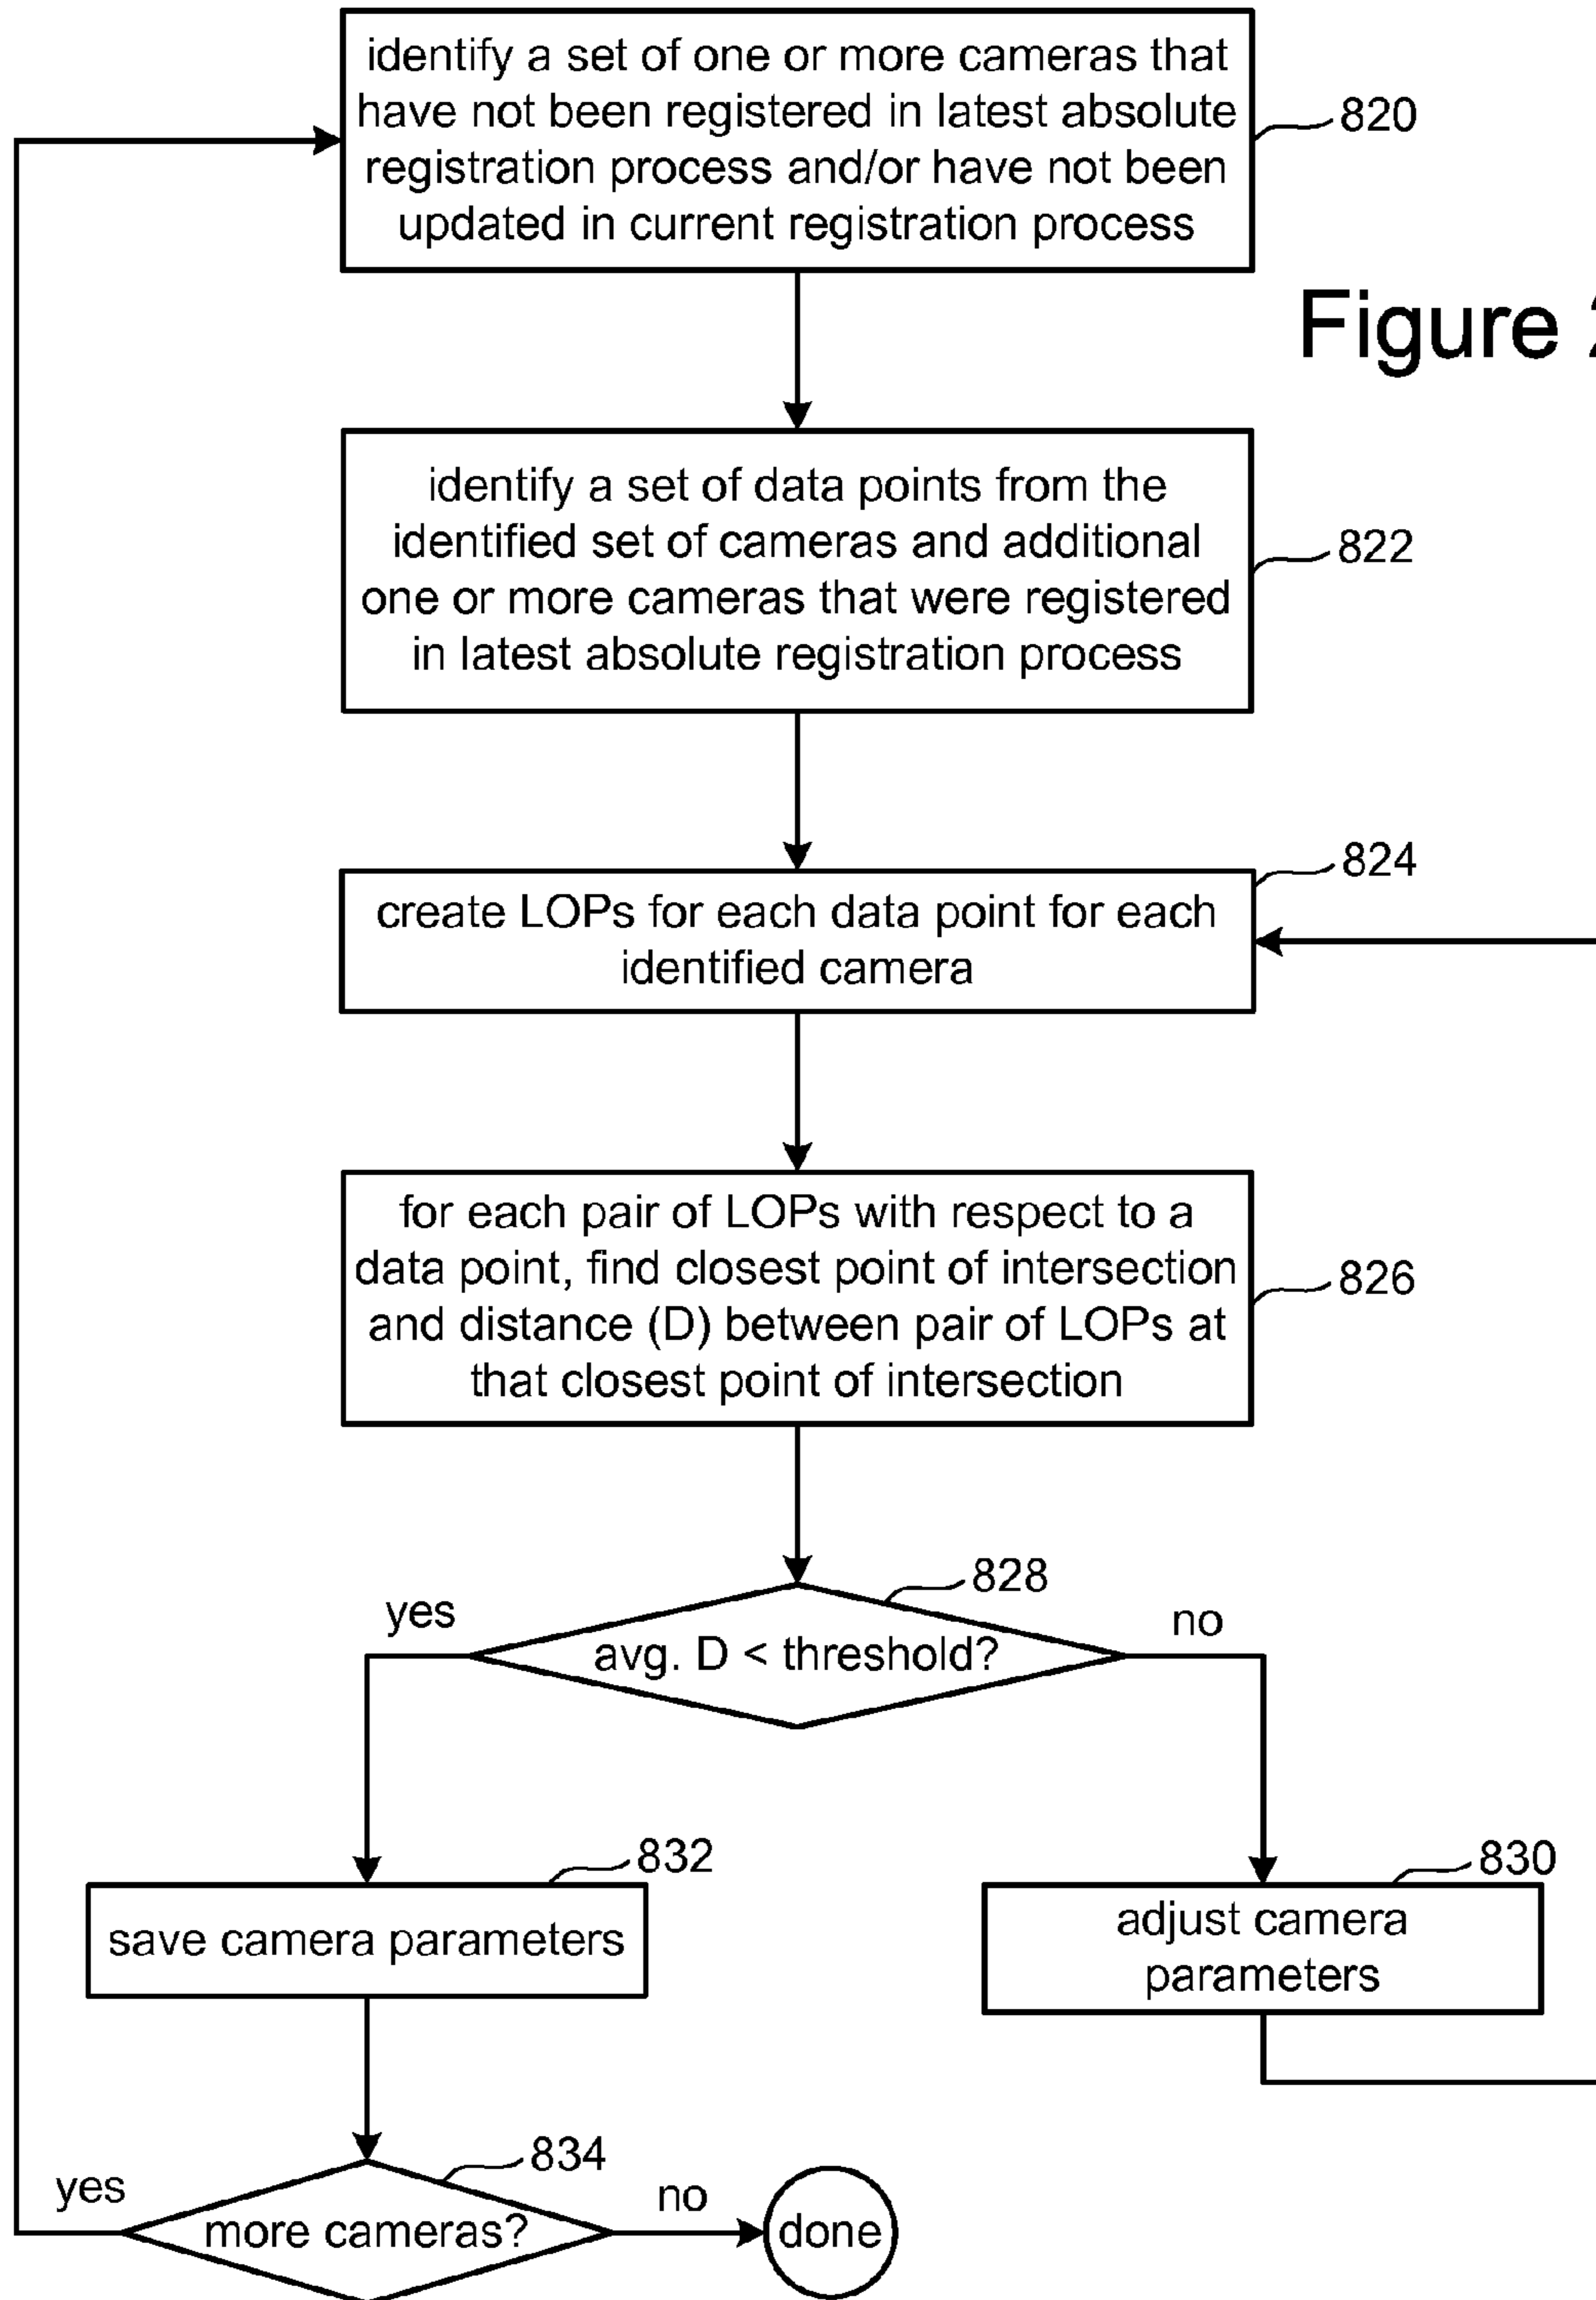 identify a set of one or more cameras that
have not been registered in latest absolute
registration process and/or have not been
updated in current registration process
820
Figure
identify a set of data points from the
identified set of cameras and additional
one or more cameras that were registered
in latest absolute registration process
822
824
create LOPs for each data point for each
identified camera
for each pair of LOPs with respect to a
data point, find closest point of intersection
and distance (D) between pair of LOPs at
that closest point of intersection
826
828
yes
avg. D < threshold?
no
832
save camera parameters
830
adjust camera
parameters
834
yes
more cameras?
no
done